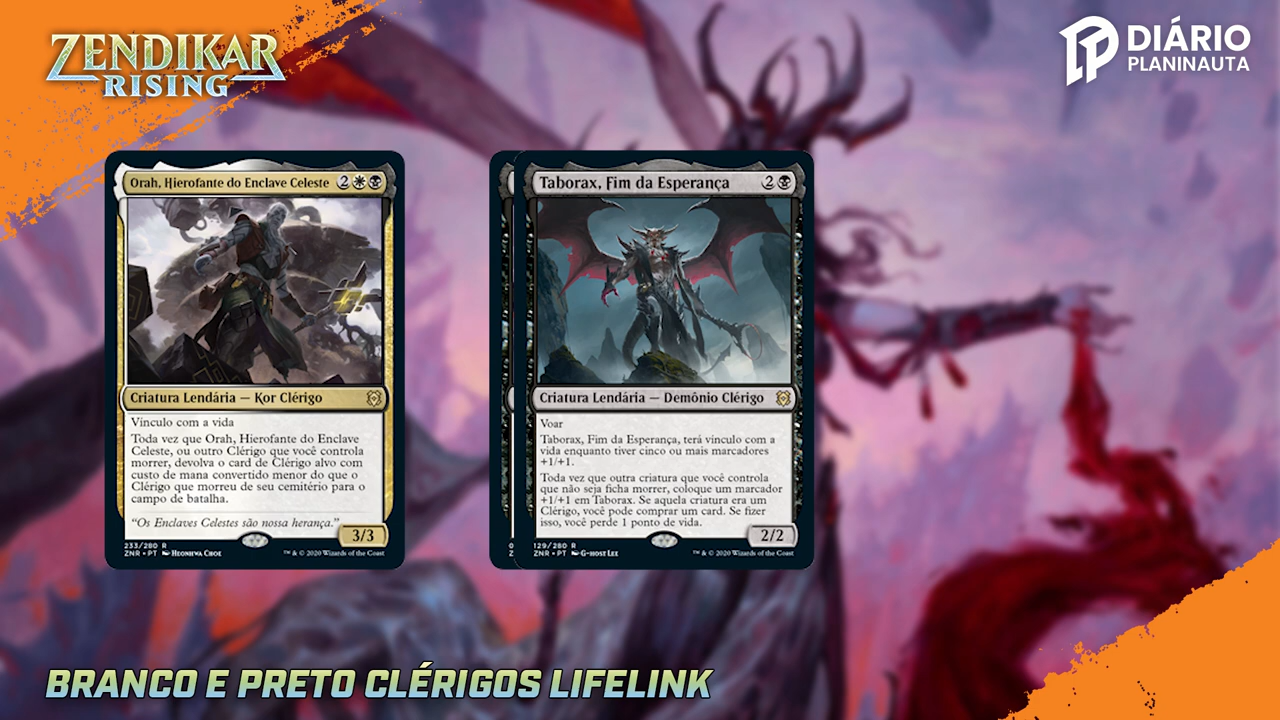 ZENDIKAR
RISING
DIÁRIO
PLANINAUTA
Orah, Hierofante do Enclave Celeste 2
Criatura Lendária — Kor Clérigo
Vínculo com a vida
Toda vez que Orah, Hierofante do Enclave
Celeste, ou outro Clérigo que você controla
morrer, devolva o card de Clérigo alvo com
custo de mana convertido menor do que o
Clérigo que morreu de seu cemitério para o
campo de batalha.
“Os Enclaves Celestes são nossa herança.”
3/3
233/280 R
ZNR • PT Heonhwa Choe
™ & © 2020 Wizards of the Coast
Taborax, Fim da Esperança 2
Criatura Lendária — Demônio Clérigo
Voar
Taborax, Fim da Esperança, terá vínculo com a
vida enquanto tiver cinco ou mais marcadores
+1/+1.
Toda vez que outra criatura que você controla
que não seja ficha morrer, coloque um marcador
+1/+1 em Taborax. Se aquela criatura era um
Clérigo, você pode comprar um card. Se fizer
isso, você perde 1 ponto de vida.
2/2
0
Z
129/280 R
ZNR • PT G-host Lee
™ & © 2020 Wizards of the Coast
BRANCO E PRETO CLÉRIGOS LIFELINK